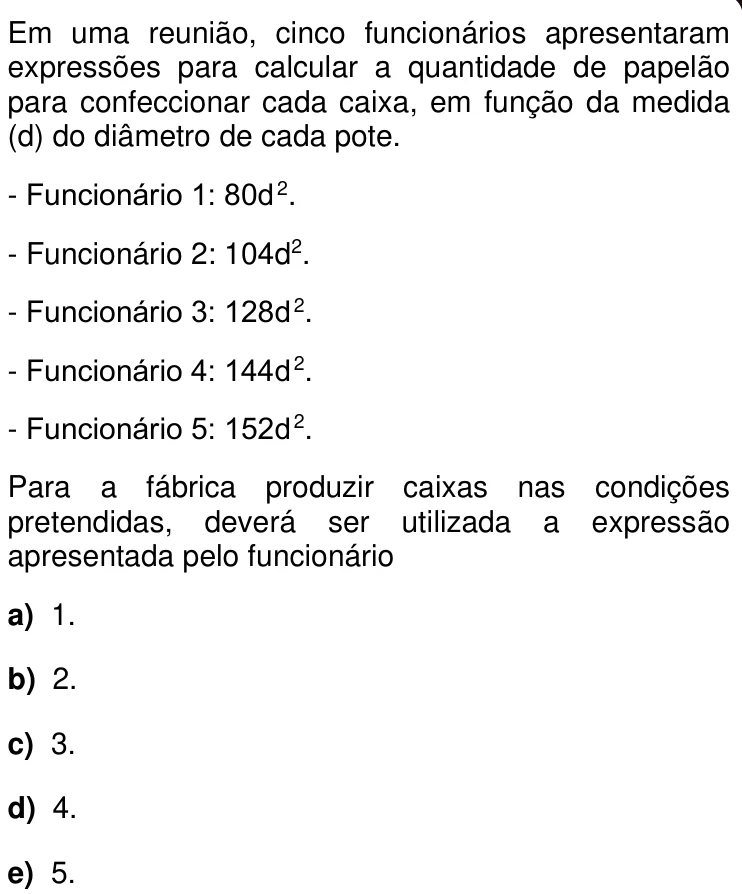 Em uma reunião, cinco funcionários apresentaram
expressões para calcular a quantidade de papelão
para confeccionar cada caixa, em função da medida
(d) do diâmetro de cada pote.
- Funcionário 1: 80d².
- Funcionário 2: 104d².
- Funcionário 3: 128d².
- Funcionário 4: 144d².
- Funcionário 5: 152d².
Para a fábrica produzir caixas nas condições
pretendidas, deverá ser utilizada a expressão
apresentada pelo funcionário
a) 1.
b) 2.
c) 3.
d) 4.
e) 5.